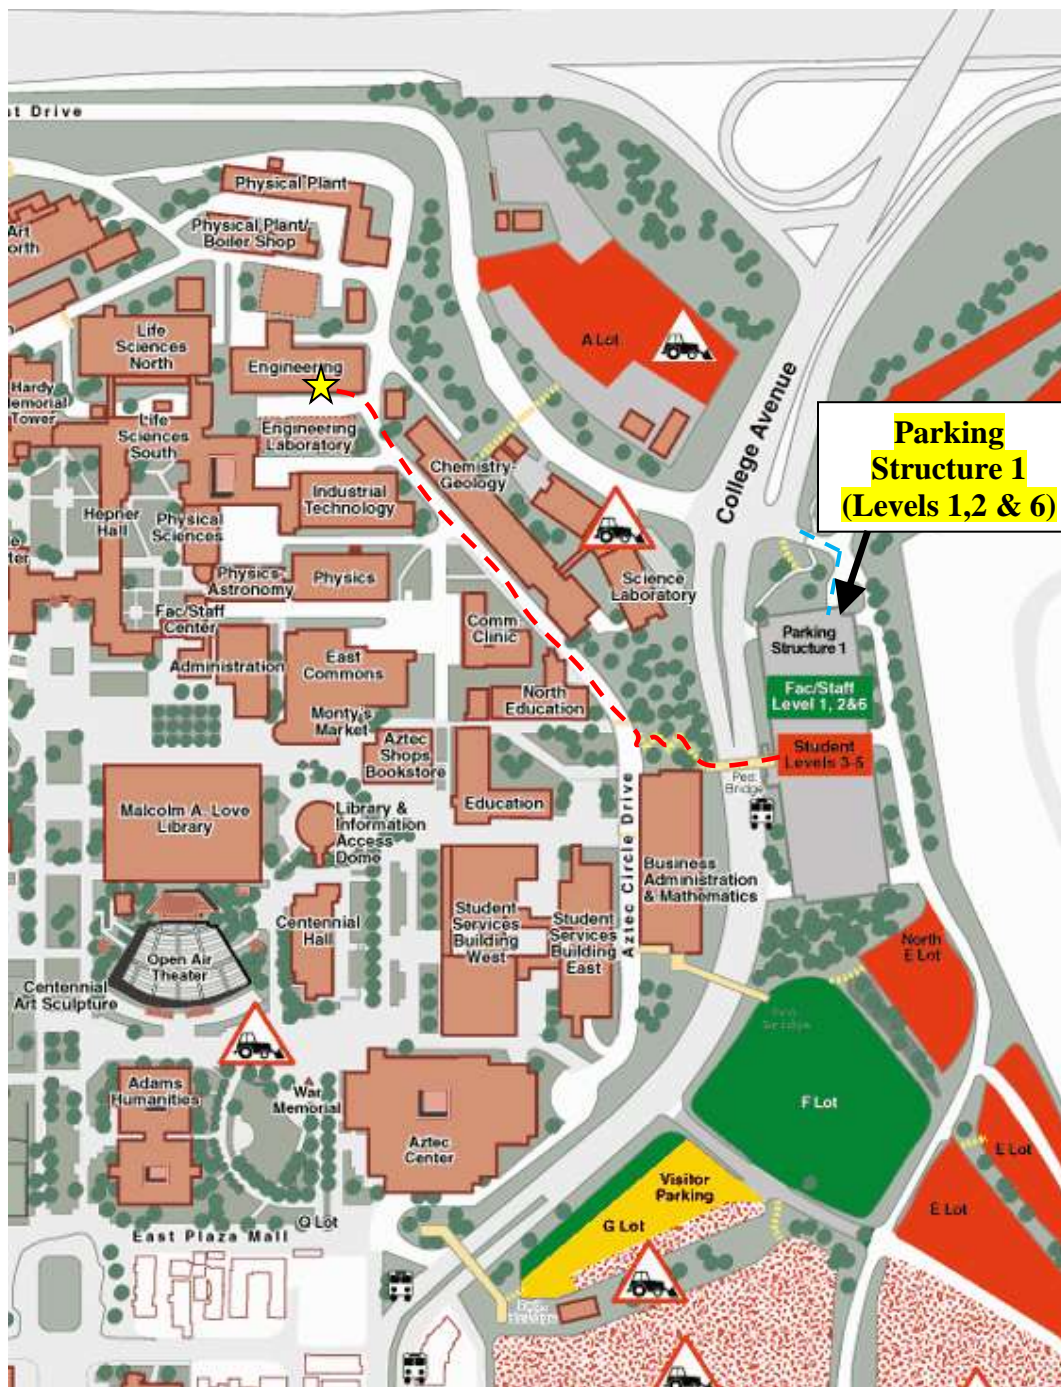 st Drive
Physical Plant
Physical Plant/
Boiler Shop
Art
orth
Life
Sciences
North
Engineering
A Lot
College Avenue
Parking
Structure 1
(Levels 1,2 & 6)
Hardy
emorial
Tower
Life
Sciences
South
Engineering
Laboratory
Chemistry-
Geology
Industrial
Technology
Hepner
Hall
Physical
Sciences
Physics-
Astronomy
Physics
Science
Laboratory
Fac/Staff
Center
Comm.
Clinic
Parking
Structure 1
Administration
East
Commons
North
Education
Fac/Staff
Level 1, 2&6
Monty's
Market
Aztec
Shops
Bookstore
Student
Levels 3-5
Ped.
Bridge
Malcolm A. Love
Library
Library &
Information
Access
Dome
Education
Aztec Circle Drive
Business
Administration
& Mathematics
Centennial
Hall
Student
Services
Building
West
Student
Services
Building
East
North
E Lot
Open Air
Theater
Centennial
Art Sculpture
Adams
Humanities
War
Memorial
Aztec
Center
F Lot
E Lot
E Lot
Visitor
Parking
G Lot
Q Lot
East Plaza Mall